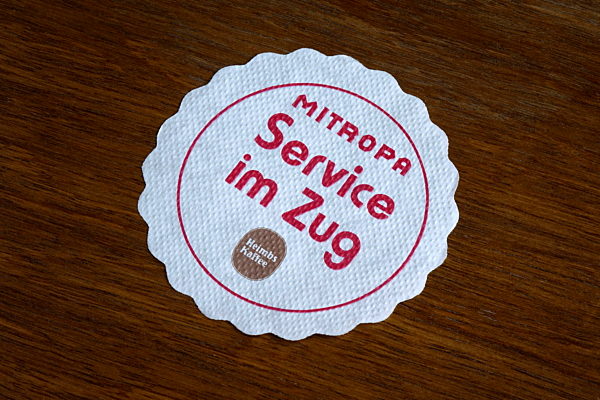 MITROPA
Service
im Zug
Heimbs
Kaffee